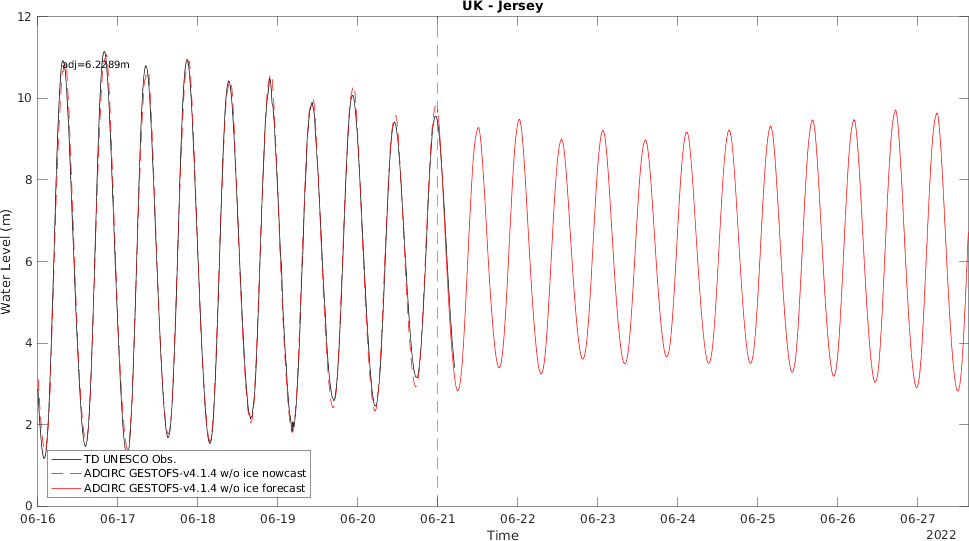 UK - Jersey
12
adj=6.2289m
10
8
6
4
2
0
Water Level (m)
TD UNESCO Obs.
ADCIRC GESTOFS-v4.1.4 w/o ice nowcast
ADCIRC GESTOFS-v4.1.4 w/o ice forecast
06-16 06-17 06-18 06-19 06-20 06-21 06-22 06-23 06-24 06-25 06-26 06-27
Time
2022